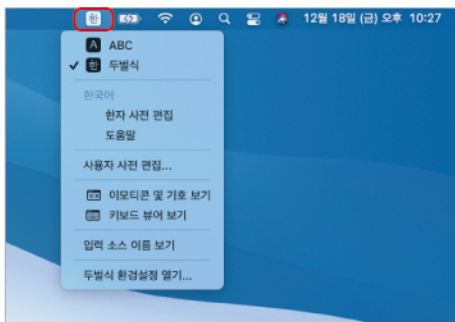 한 12월 18일 (금) 오후 10:27
A ABC
✓ 한 두벌식
한국어
한자 사전 편집
도움말
사용자 사전 편집...
이모티콘 및 기호 보기
키보드 뷰어 보기
입력 소스 이름 보기
두벌식 환경설정 열기...